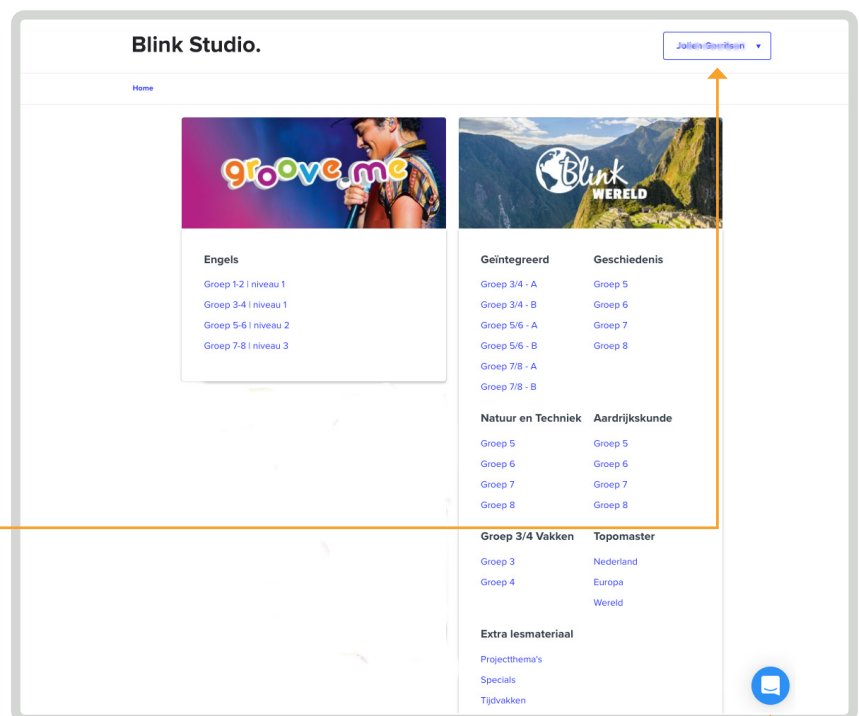 Blink Studio.
Home
groove.me
Engels
Groep 1-2 | niveau 1
Groep 3-4 | niveau 1
Groep 5-6 | niveau 2
Groep 7-8 | niveau 3
Blink
WERELD
Geïntegreerd
Groep 3/4 - A
Groep 3/4 - B
Groep 5/6 - A
Groep 5/6 - B
Groep 7/8 - A
Groep 7/8 - B
Geschiedenis
Groep 5
Groep 6
Groep 7
Groep 8
Natuur en Techniek
Groep 5
Groep 6
Groep 7
Groep 8
Aardrijkskunde
Groep 5
Groep 6
Groep 7
Groep 8
Groep 3/4 Vakken
Groep 3
Groep 4
Topomaster
Nederland
Europa
Wereld
Extra lesmateriaal
Projectthema's
Specials
Tijdvakken